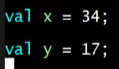 val x = 34;
val y = 17;